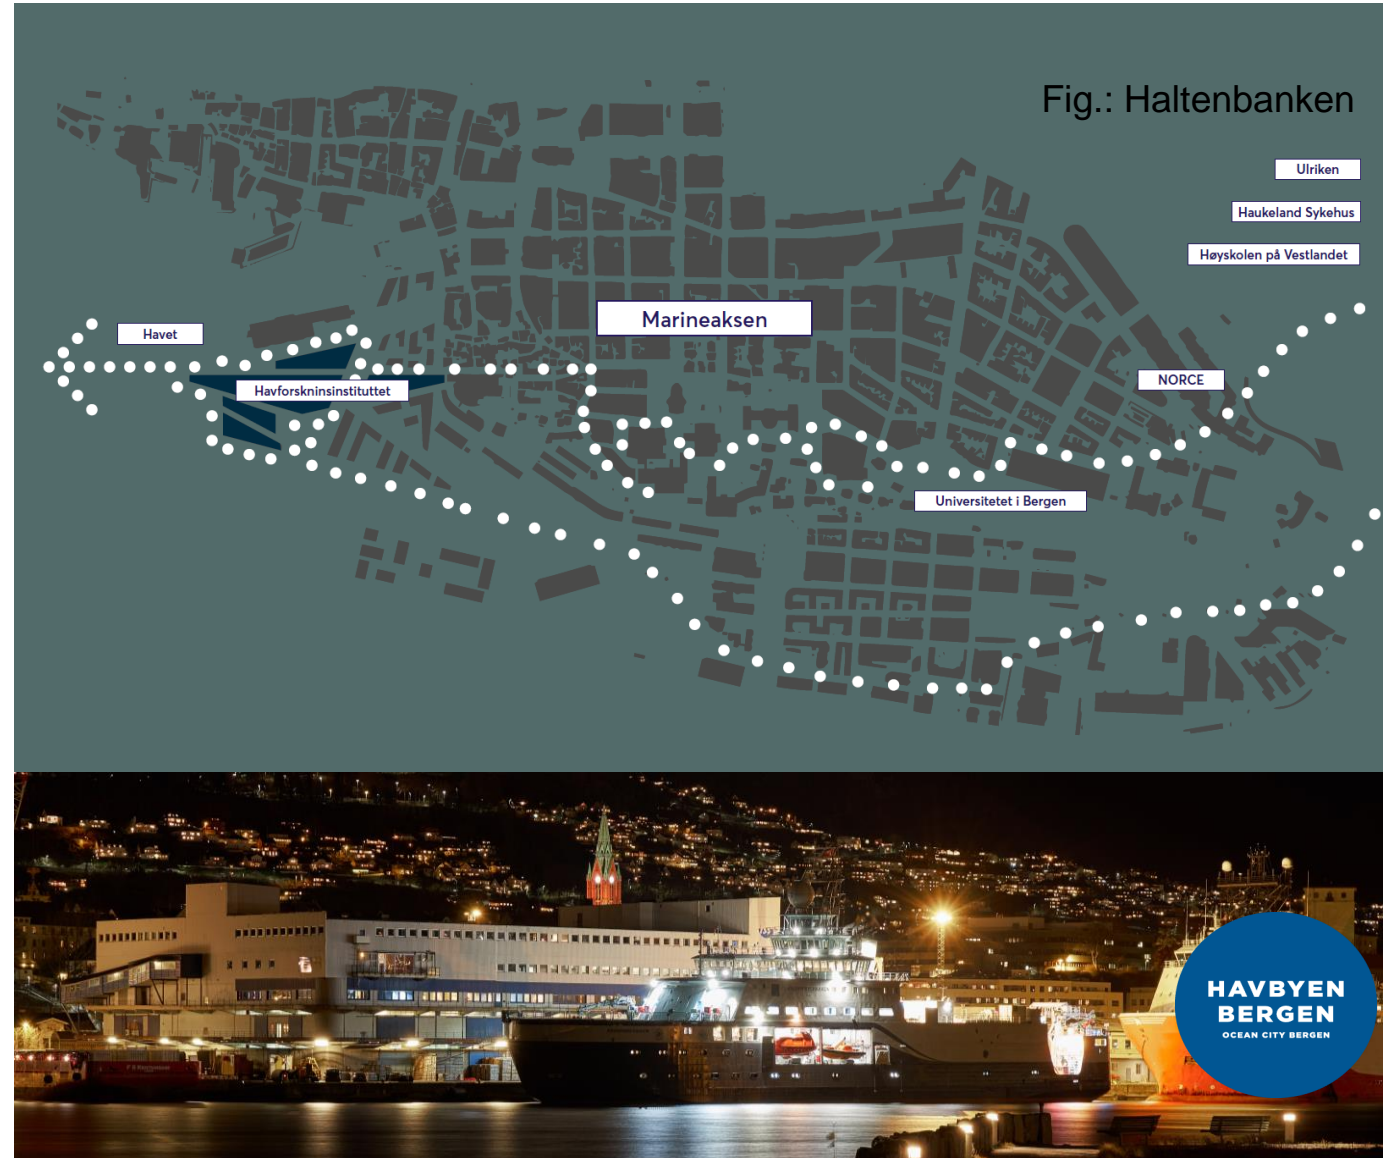 Fig.: Haltenbanken
Ulriken
Haukeland Sykehus
Høyskolen på Vestlandet
Marineaksen
Havet
NORCE
Havforskninsinstituttet
Universitetet i Bergen
HAVBYEN
BERGEN
OCEAN CITY BERGEN